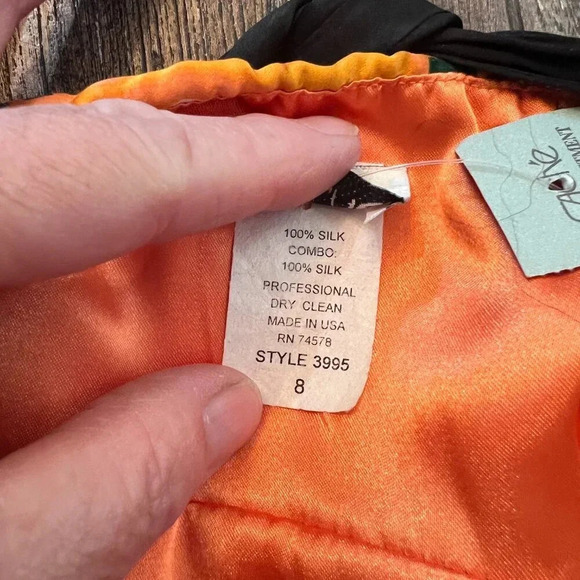 100% SILK
COMBO:
100% SILK
PROFESSIONAL
DRY CLEAN
MADE IN USA
RN 74578
STYLE 3995
8